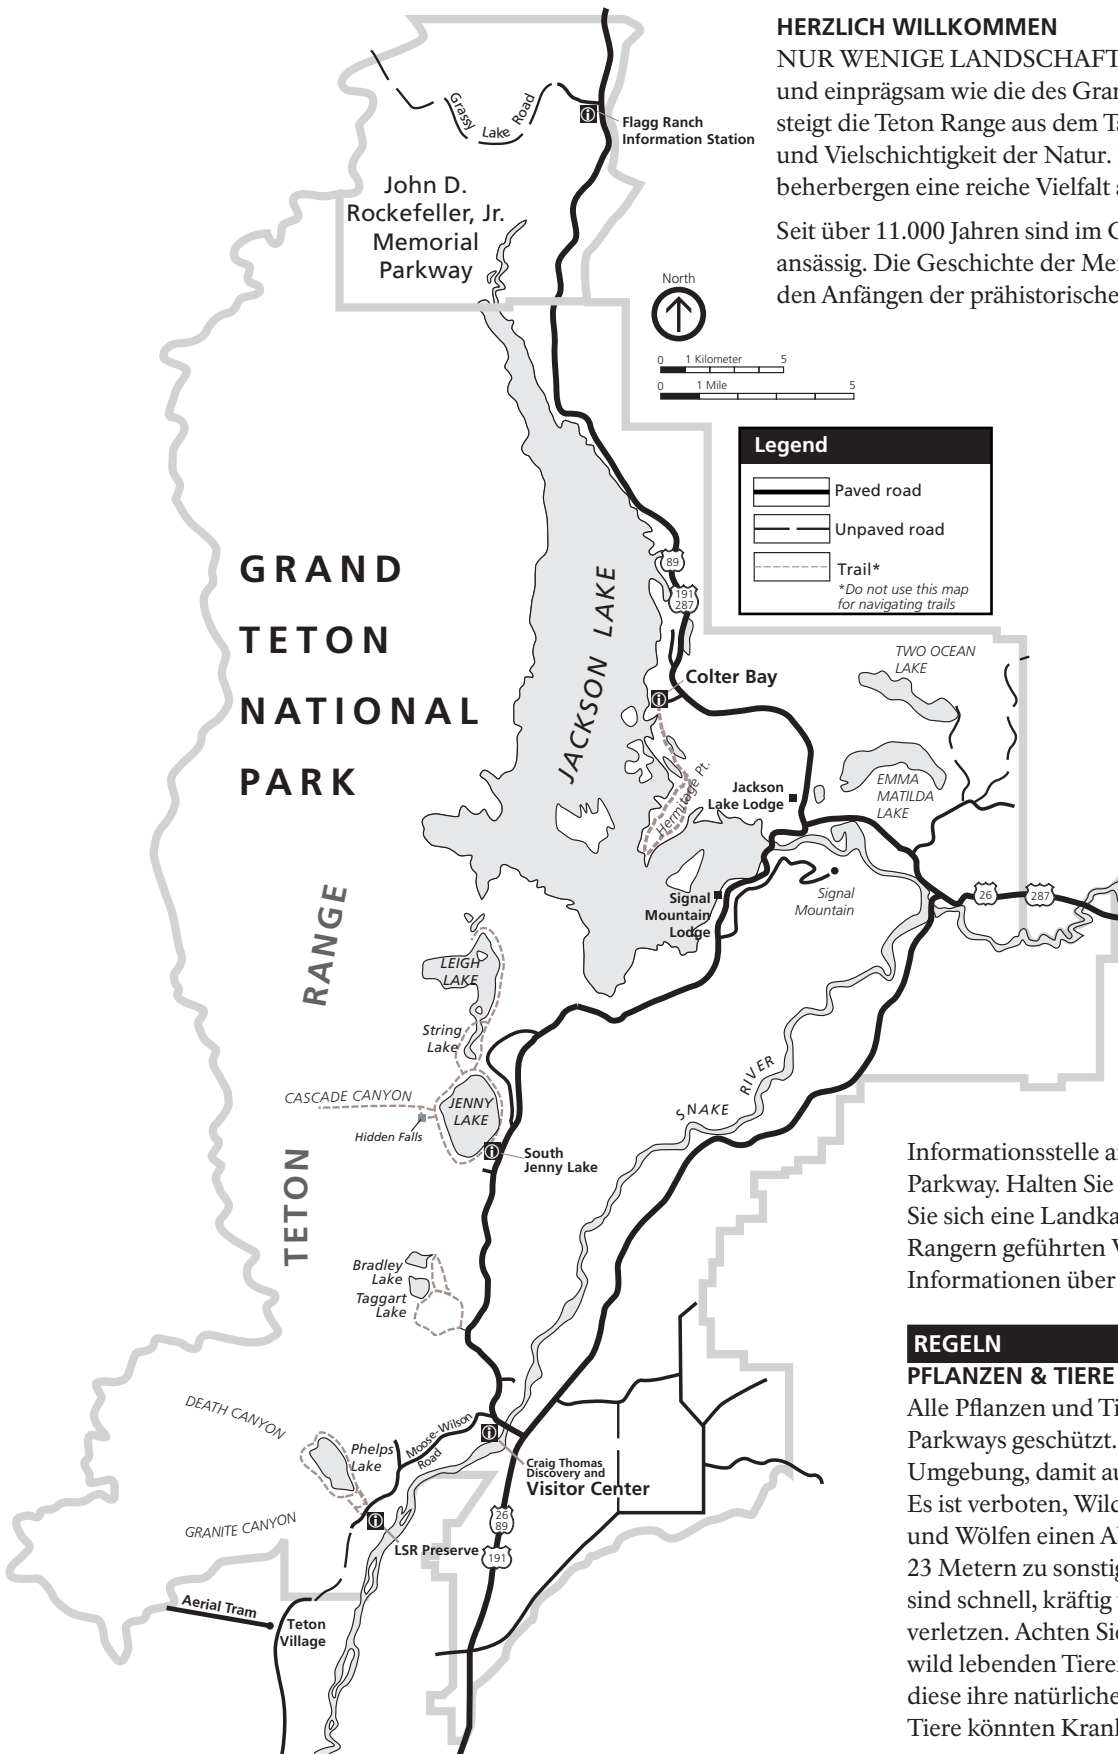 HERZLICH WILLKOMMEN
NUR WENIGE LANDSCHAFT
und einprägsam wie die des Gran
steigt die Teton Range aus dem Ta
und Vielschichtigkeit der Natur.
beherbergen eine reiche Vielfalt a
Seit über 11.000 Jahren sind im G
ansässig. Die Geschichte der Me
den Anfängen der prähistorische
Grassy Lake Road
Flagg Ranch
Information Station
John D.
Rockefeller, Jr.
Memorial
Parkway
North
0 1 Kilometer 5
0 1 Mile 5
Legend
Paved road
Unpaved road
Trail*
*Do not use this map
for navigating trails
GRAND
TETON
NATIONAL
PARK
JACKSON LAKE
89
191
287
TWO OCEAN
LAKE
Colter Bay
Hermitage Pt.
Jackson
Lake Lodge
EMMA
MATILDA
LAKE
Signal
Mountain
Lodge
Signal
Mountain
26
287
TETON RANGE
LEIGH
LAKE
String
Lake
CASCADE CANYON
JENNY
LAKE
Hidden Falls
South
Jenny Lake
SNAKE RIVER
Bradley
Lake
Taggart
Lake
DEATH CANYON
Phelps
Lake
Moose-Wilson
Road
Craig Thomas
Discovery and
Visitor Center
GRANITE CANYON
LSR Preserve
26
89
191
Aerial Tram
Teton
Village
Informationsstelle a
Parkway. Halten Sie
Sie sich eine Landka
Rangern geführten V
Informationen über
REGELN
PFLANZEN & TIERE
Alle Pflanzen und Ti
Parkways geschützt.
Umgebung, damit au
Es ist verboten, Wild
und Wölfen einen A
23 Metern zu sonstig
sind schnell, kräftig
verletzen. Achten Sie
wild lebenden Tiere
diese ihre natürliche
Tiere könnten Krank